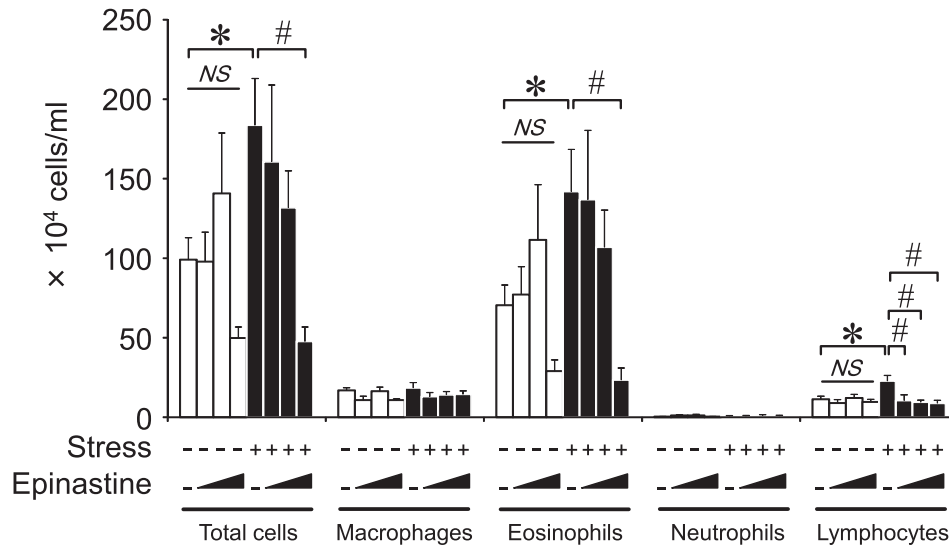 250
200
150
100
50
0
× 10⁴ cells/ml
* #
NS
* #
NS
#
#
* #
NS
Stress - - - - + + + + - - - - + + + + - - - - + + + + - - - - + + + + - - - - + + + +
Epinastine - - - - - - - - - -
Total cells Macrophages Eosinophils Neutrophils Lymphocytes